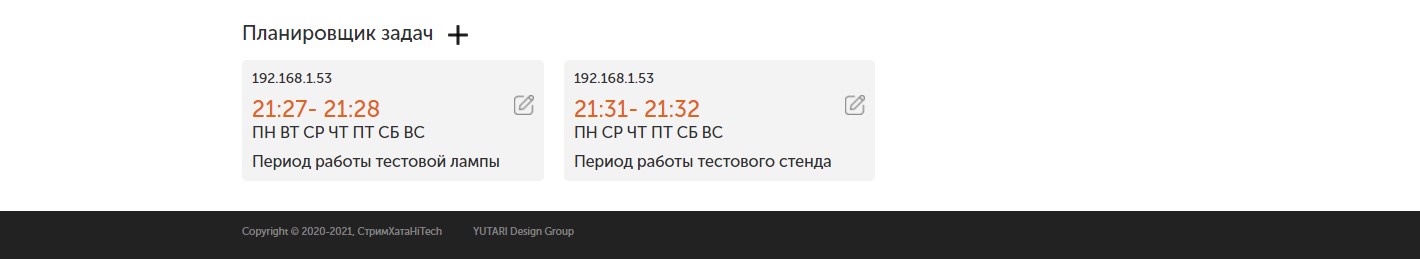 Планировщик задач
192.168.1.53
21:27- 21:28
ПН ВТ СР ЧТ ПТ СБ ВС
Период работы тестовой лампы
192.168.1.53
21:31- 21:32
ПН СР ЧТ ПТ СБ ВС
Период работы тестового стенда
Copyright © 2020-2021, СтримХатаHiTech
YUTARI Design Group